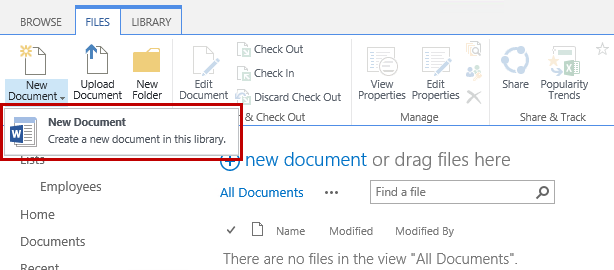 BROWSE FILES LIBRARY
New Document Upload Document New Folder Edit Document Check Out Check In Discard Check Out View Properties Edit Properties Share Popularity Trends
& Check Out Manage Share & Track
New Document
Create a new document in this library.
Lists
Employees
Home
Documents
Recent
new document or drag files here
All Documents ••• Find a file
Name Modified Modified By
There are no files in the view "All Documents".